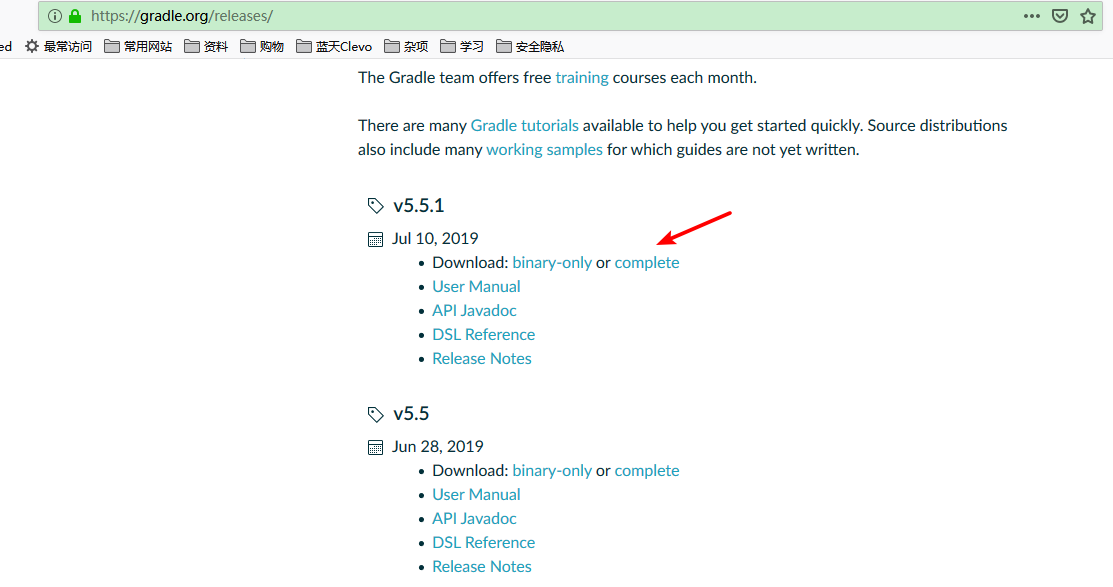 https://gradle.org/releases/
ed 最常访问 常用网站 资料 购物 蓝天Clevo 杂项 学习 安全隐私
The Gradle team offers free training courses each month.
There are many Gradle tutorials available to help you get started quickly. Source distributions
also include many working samples for which guides are not yet written.
v5.5.1
Jul 10, 2019
• Download: binary-only or complete
• User Manual
• API Javadoc
• DSL Reference
• Release Notes
v5.5
Jun 28, 2019
• Download: binary-only or complete
• User Manual
• API Javadoc
• DSL Reference
• Release Notes